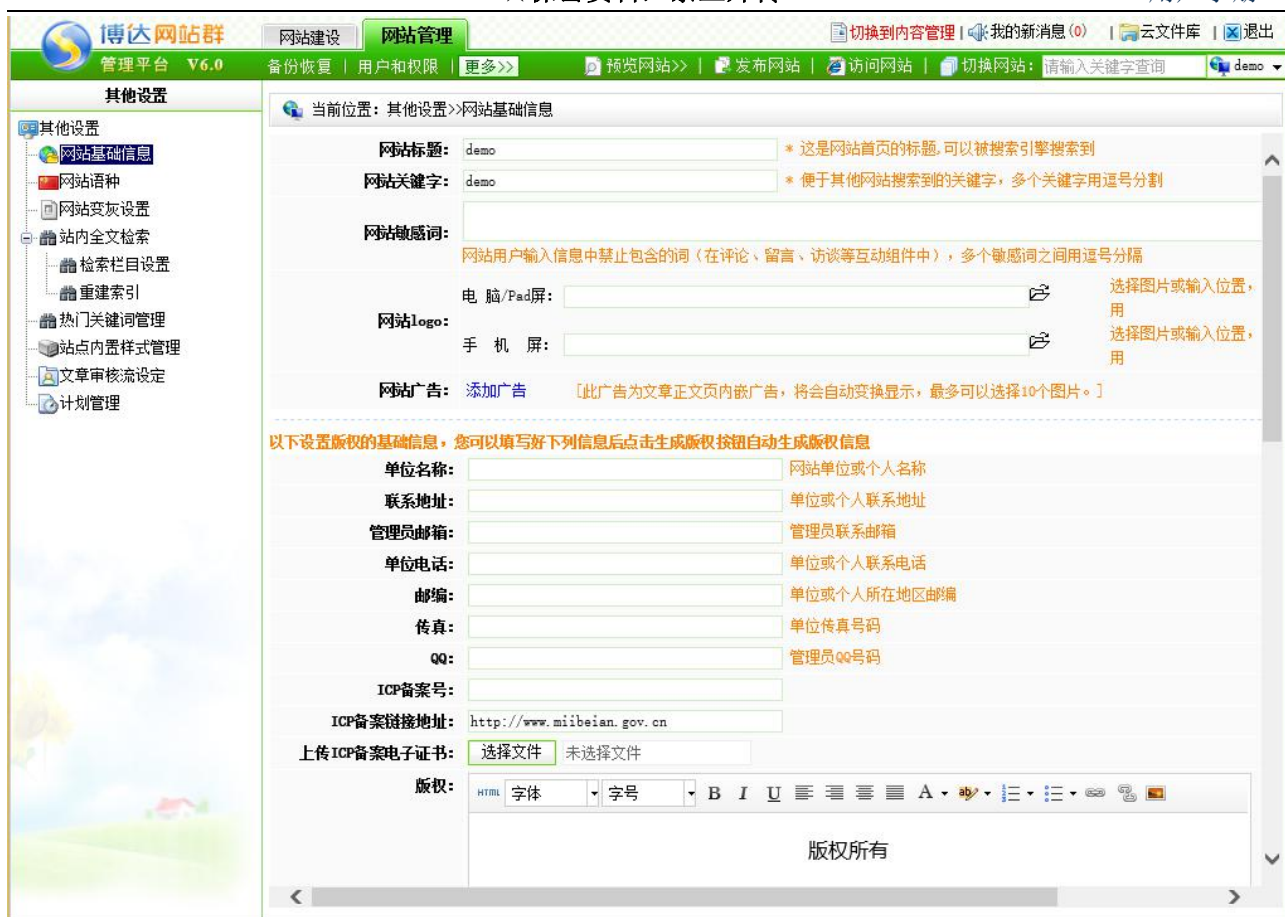 博达网站群
管理平台 V6.0
网站建设
网站管理
切换到内容管理 | 我的新消息(0) | 云文件库 | 退出
备份恢复 | 用户和权限 | 更多>>
预览网站>> | 发布网站 | 访问网站 | 切换网站: 请输入关键字查询 demo
其他设置
其他设置
网站基础信息
网站语种
网站变灰设置
站内全文检索
检索栏目设置
重建索引
热门关键词管理
站点内置样式管理
文章审核流设定
计划管理
当前位置: 其他设置>>网站基础信息
网站标题: demo * 这是网站首页的标题,可以被搜索引擎搜索到
网站关键字: demo * 便于其他网站搜索到的关键字,多个关键字用逗号分割
网站敏感词:
网站用户输入信息中禁止包含的词(在评论、留言、访谈等互动组件中),多个敏感词之间用逗号分隔
网站logo:
电 脑/Pad屏: 选择图片或输入位置,
用
手 机 屏: 选择图片或输入位置,
用
网站广告: 添加广告 [此广告为文章正文页内嵌广告,将会自动变换显示,最多可以选择10个图片。]
以下设置版权的基础信息,您可以填写好下列信息后点击生成版权按钮自动生成版权信息
单位名称: 网站单位或个人名称
联系地址: 单位或个人联系地址
管理员邮箱: 管理员联系邮箱
单位电话: 单位或个人联系电话
邮编: 单位或个人所在地区邮编
传真: 单位传真号码
QQ: 管理员QQ号码
ICP备案号:
ICP备案链接地址: http://www.miibeian.gov.cn
上传ICP备案电子证书: 选择文件 未选择文件
版权: HTML 字体 字号 B I U A ab
版权所有